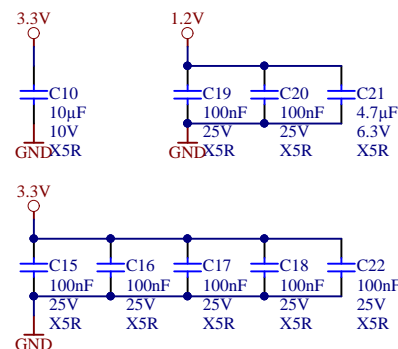 3.3V
C10
10µF
10V
X5R
GND
1.2V
C19
100nF
25V
X5R
C20
100nF
25V
X5R
C21
4.7µF
6.3V
X5R
GND
3.3V
C15
100nF
25V
X5R
C16
100nF
25V
X5R
C17
100nF
25V
X5R
C18
100nF
25V
X5R
C22
100nF
25V
X5R
GND